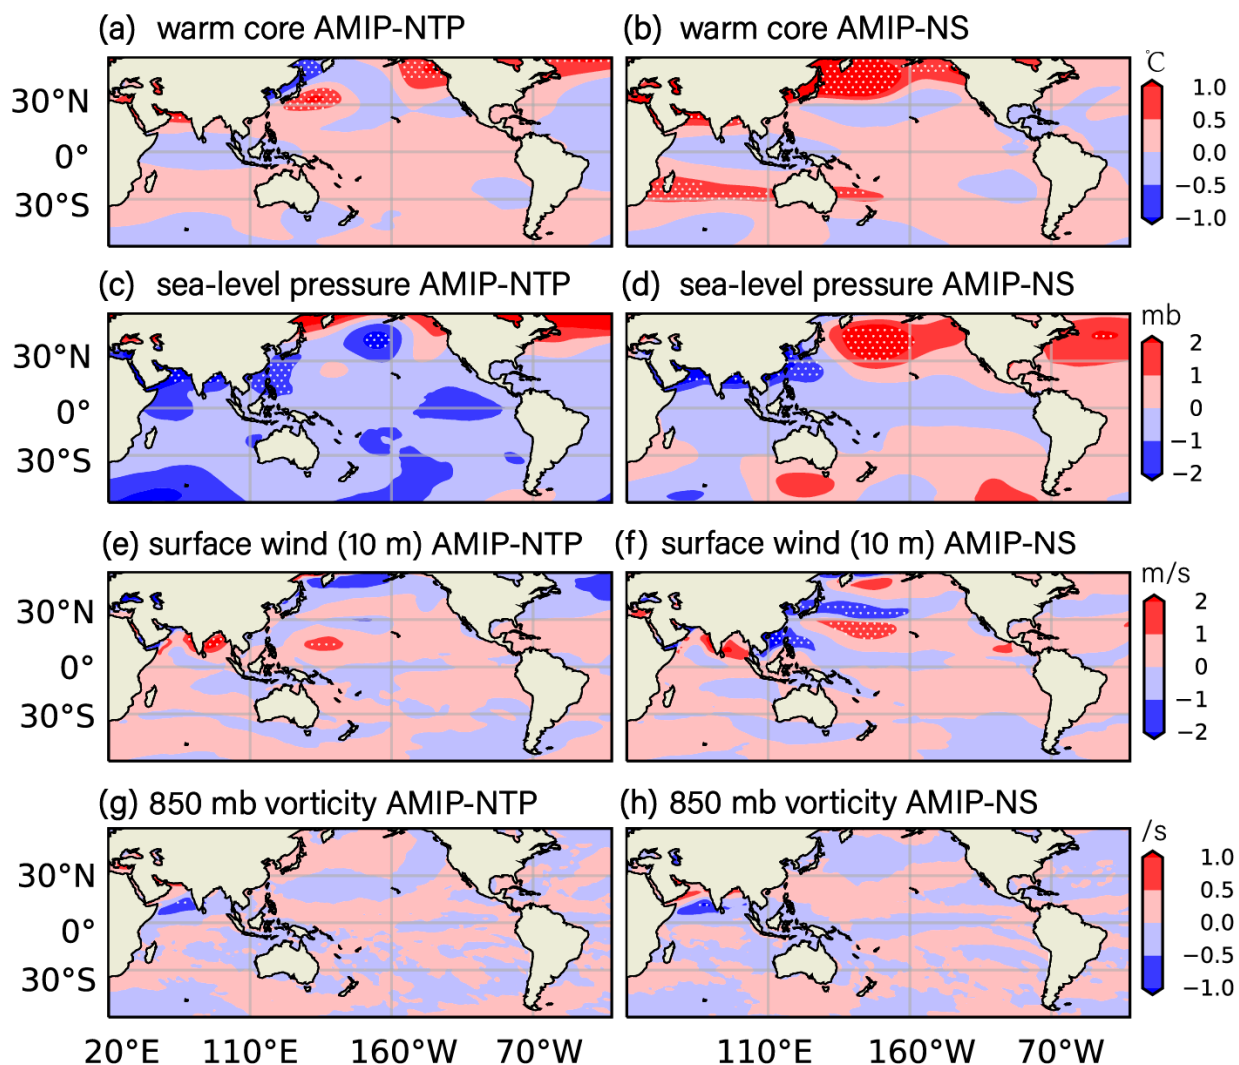 (a) warm core AMIP-NTP
(b) warm core AMIP-NS
℃
30°N
0°
30°S
1.0
0.5
0.0
−0.5
−1.0
(c) sea-level pressure AMIP-NTP
(d) sea-level pressure AMIP-NS
mb
30°N
0°
30°S
2
1
0
−1
−2
(e) surface wind (10 m) AMIP-NTP
(f) surface wind (10 m) AMIP-NS
m/s
30°N
0°
30°S
2
1
0
−1
−2
(g) 850 mb vorticity AMIP-NTP
(h) 850 mb vorticity AMIP-NS
/s
30°N
0°
30°S
1.0
0.5
0.0
−0.5
−1.0
20°E 110°E 160°W 70°W
110°E 160°W 70°W